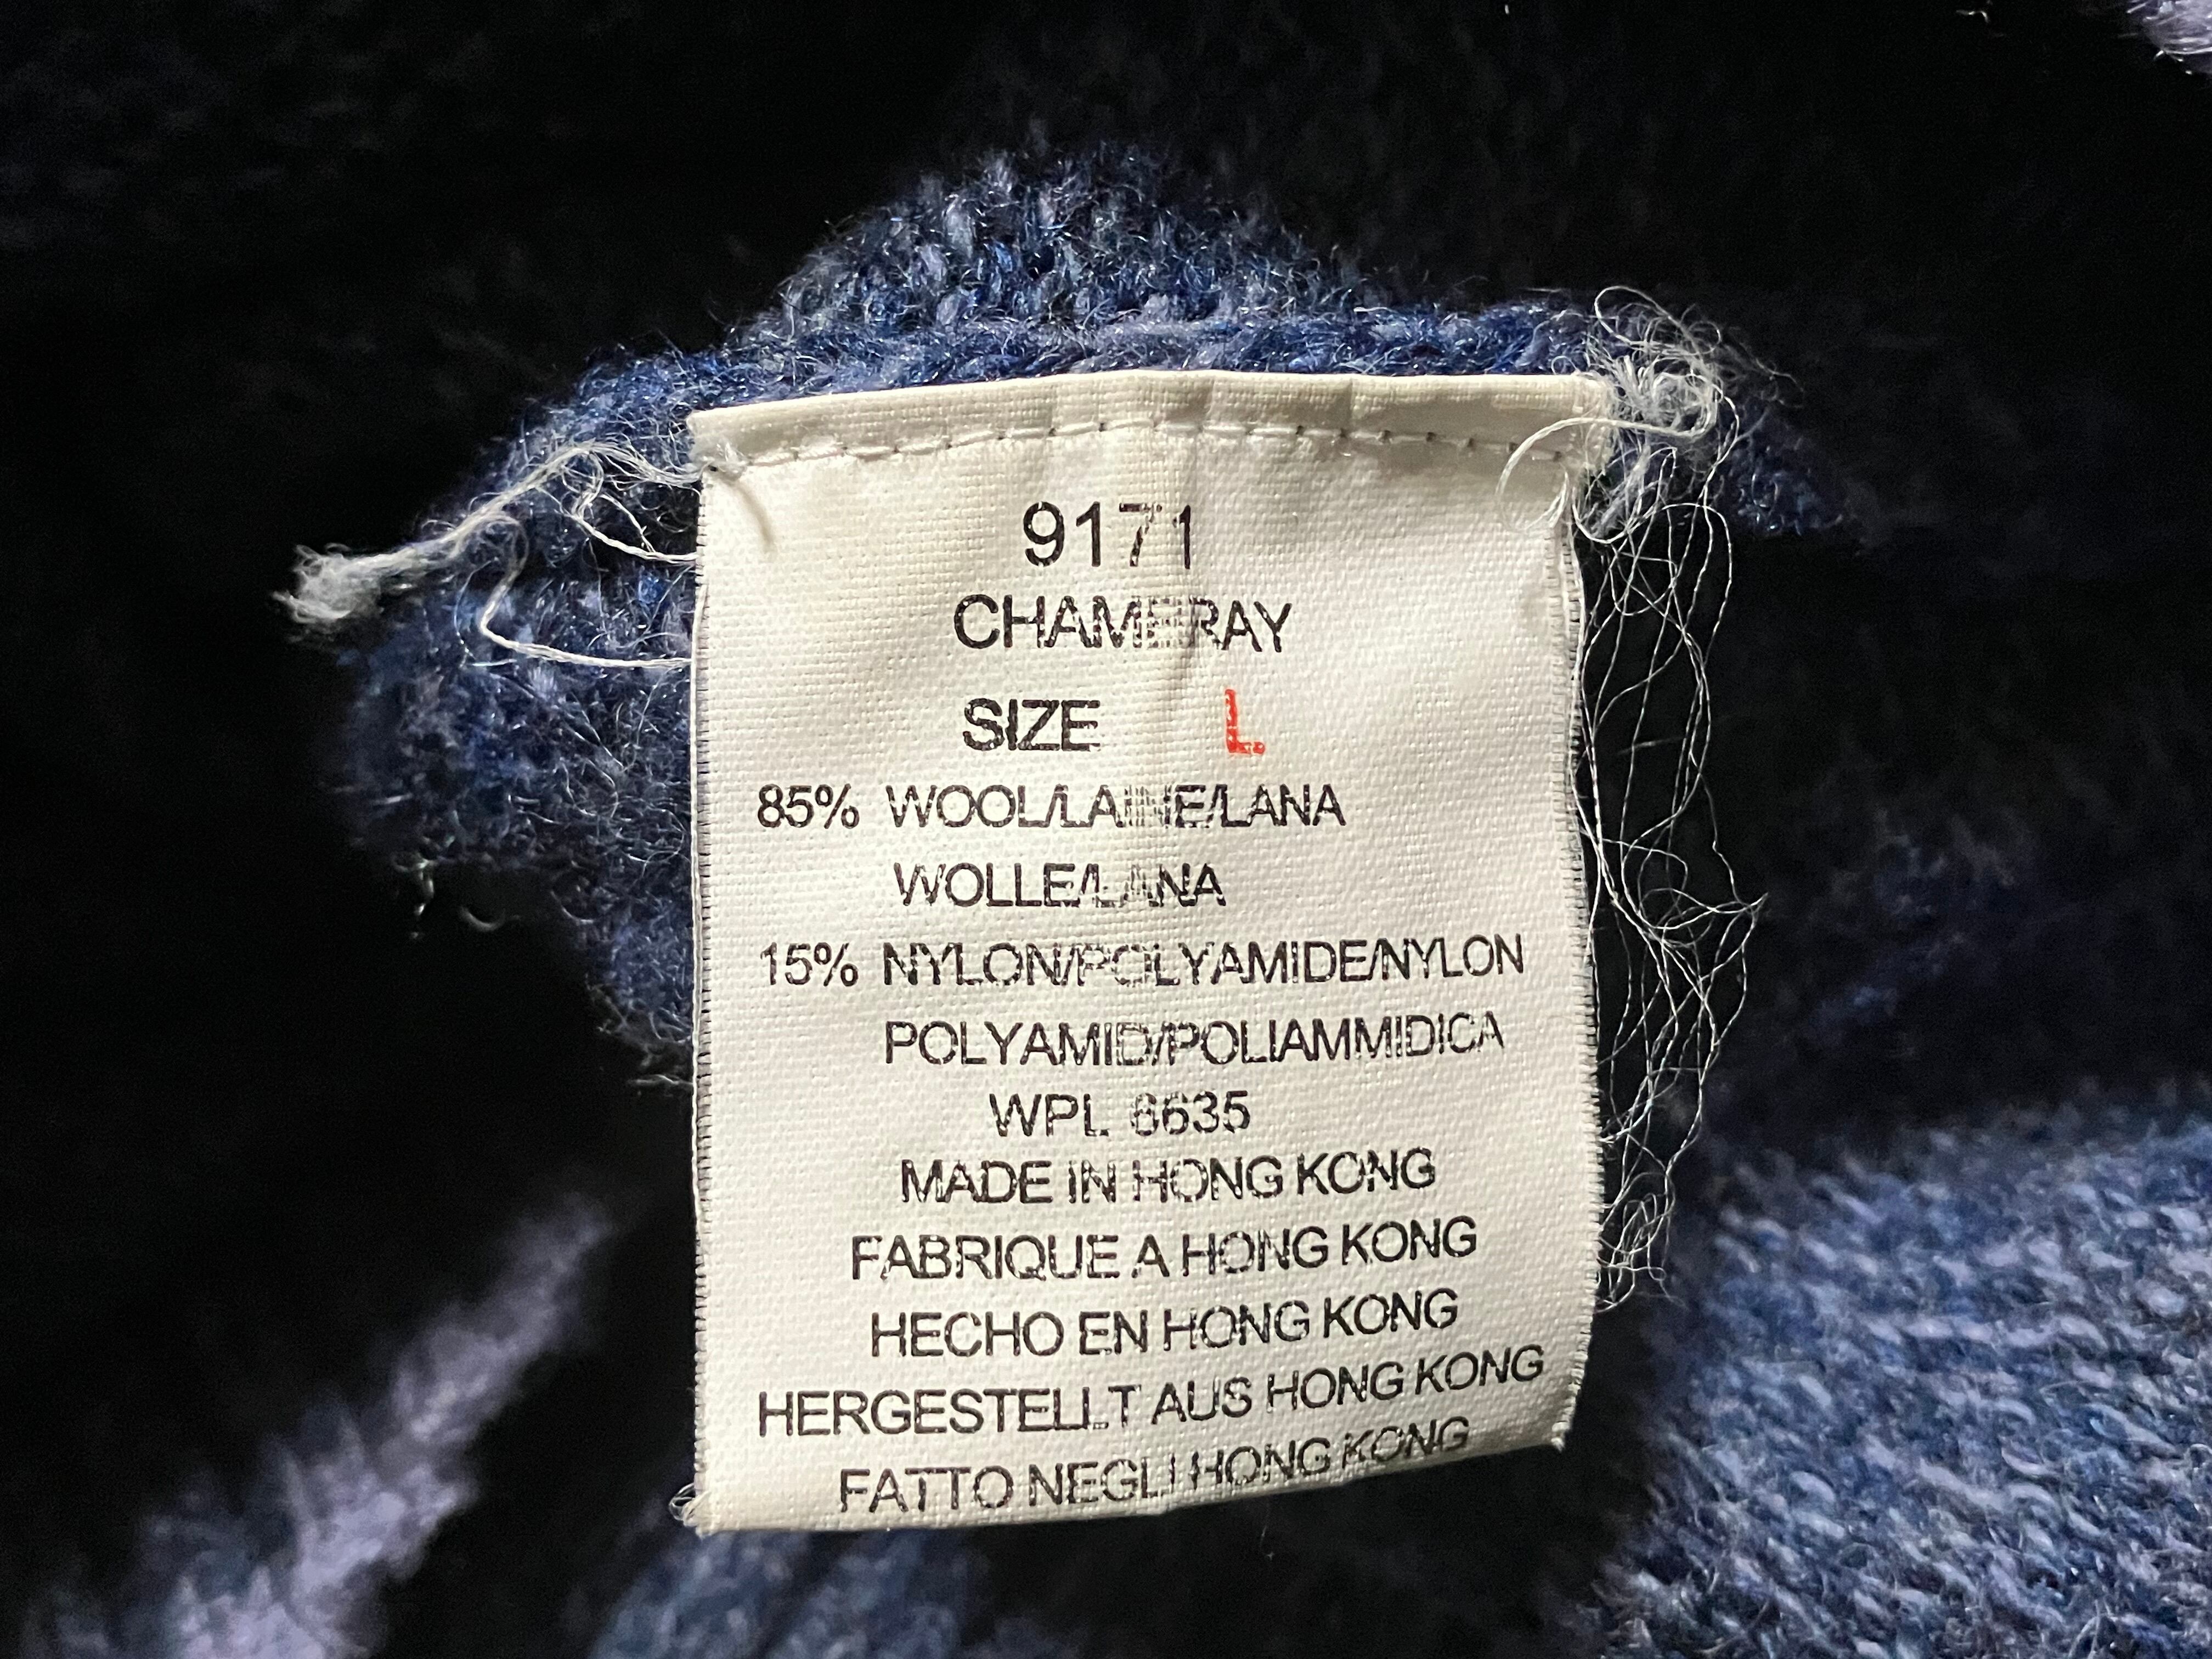 9171
CHAMBRAY
SIZE L
85% WOOL/LAINE/LANA
WOLLE/LANA
15% NYLON/POLYAMIDE/NYLON
POLYAMID/POLIAMMIDICA
WPL 6635
MADE IN HONG KONG
FABRIQUE A HONG KONG
HECHO EN HONG KONG
HERGESTELLT AUS HONG KONG
FATTO NEGLI HONG KONG